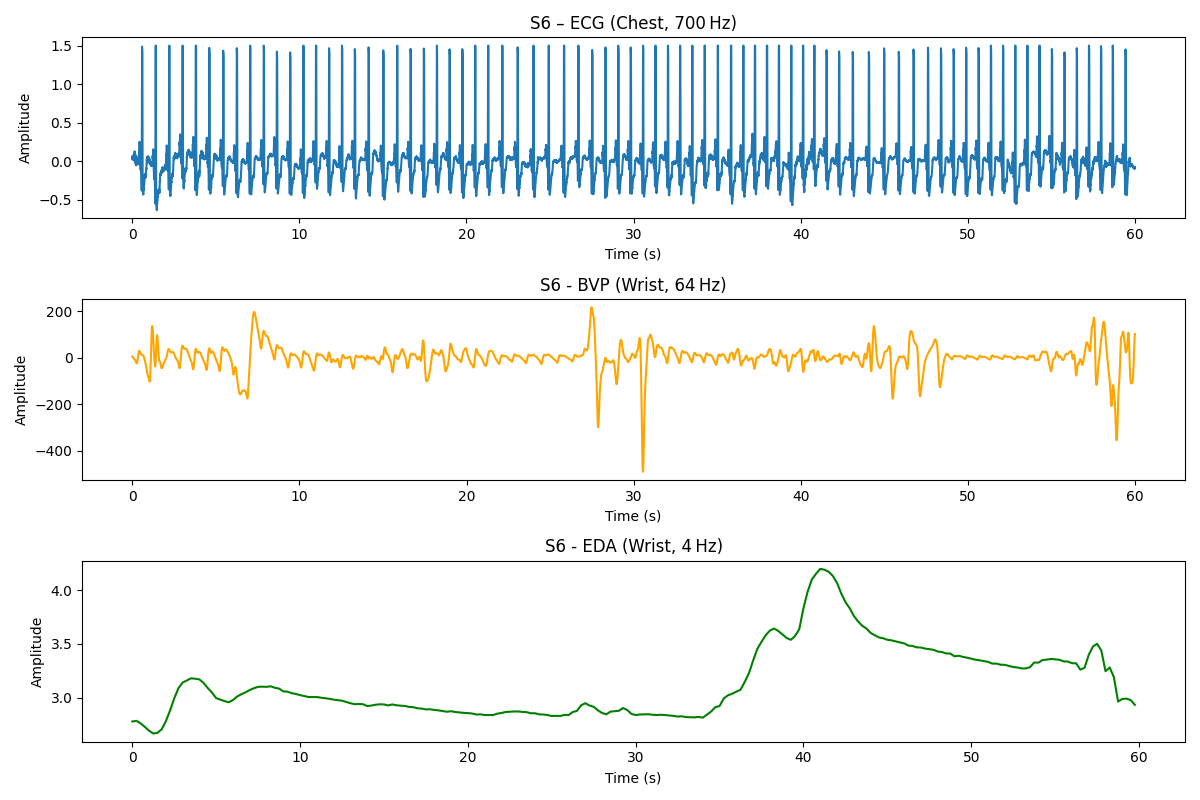 S6 – ECG (Chest, 700 Hz)
1.5
1.0
0.5
0.0
−0.5
Amplitude
0 10 20 30 40 50 60
Time (s)
S6 - BVP (Wrist, 64 Hz)
200
0
−200
−400
Amplitude
0 10 20 30 40 50 60
Time (s)
S6 - EDA (Wrist, 4 Hz)
4.0
3.5
3.0
Amplitude
0 10 20 30 40 50 60
Time (s)